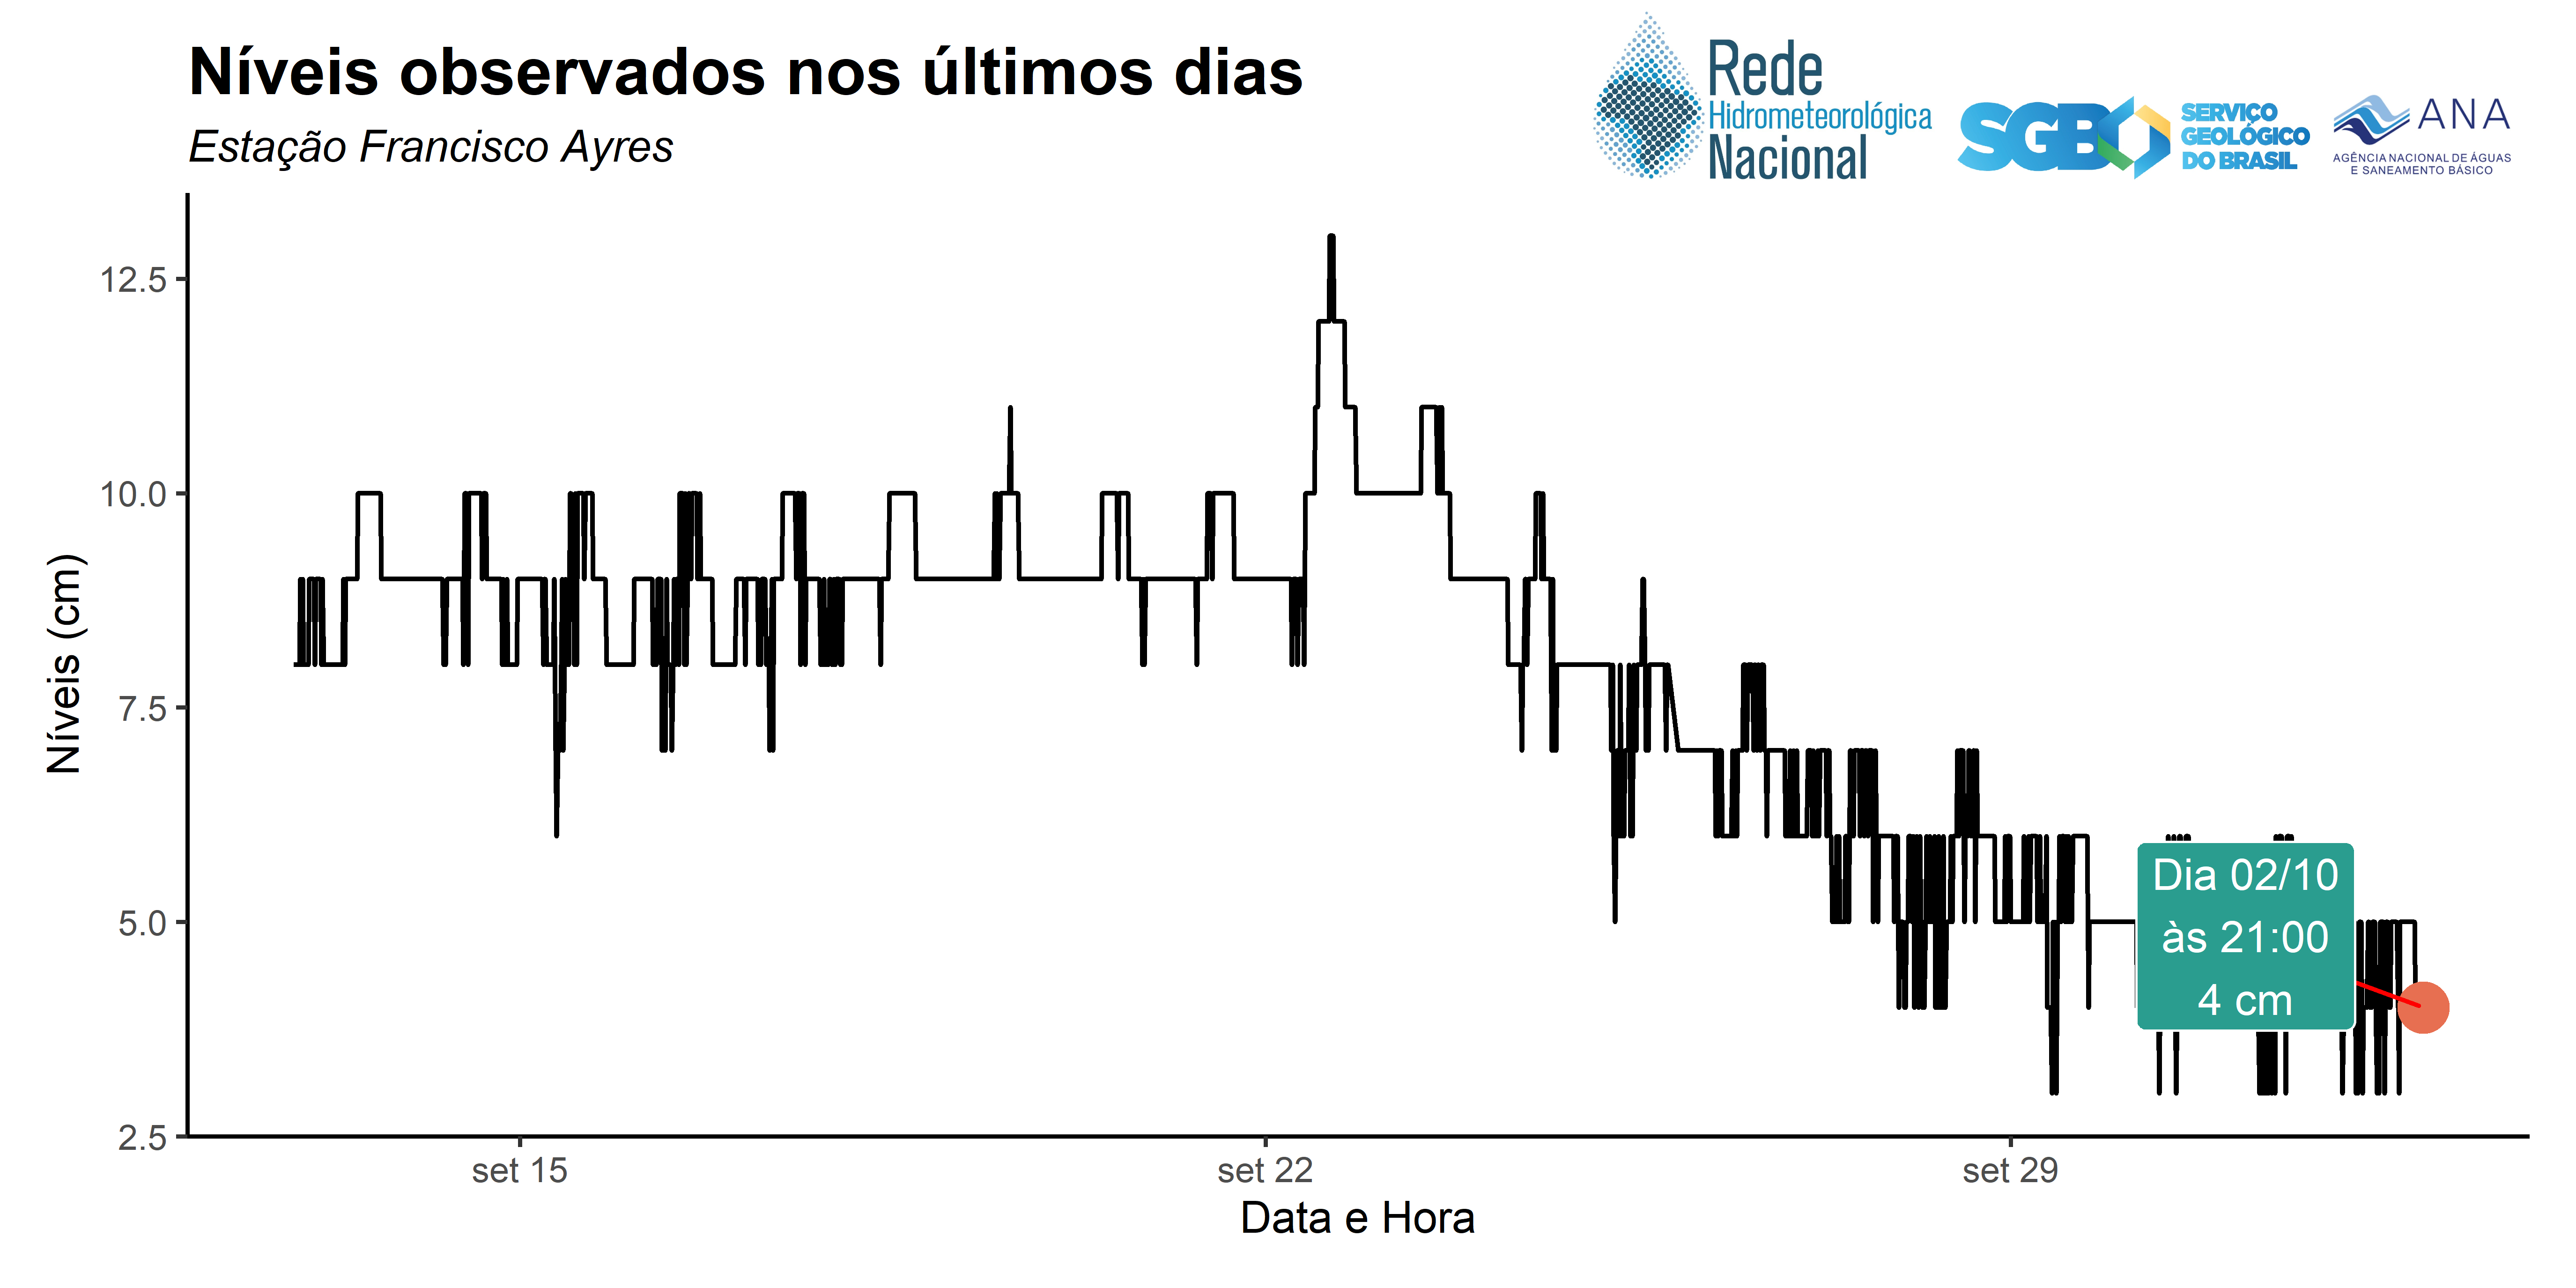 Níveis observados nos últimos dias
Estação Francisco Ayres
Rede
Hidrometeorológica
Nacional
SGB
SERVIÇO
GEOLÓGICO
DO BRASIL
ANA
AGÊNCIA NACIONAL DE ÁGUAS
E SANEAMENTO BÁSICO
Níveis (cm)
12.5
10.0
7.5
5.0
2.5
Dia 02/10
às 21:00
4 cm
set 15
set 22
set 29
Data e Hora